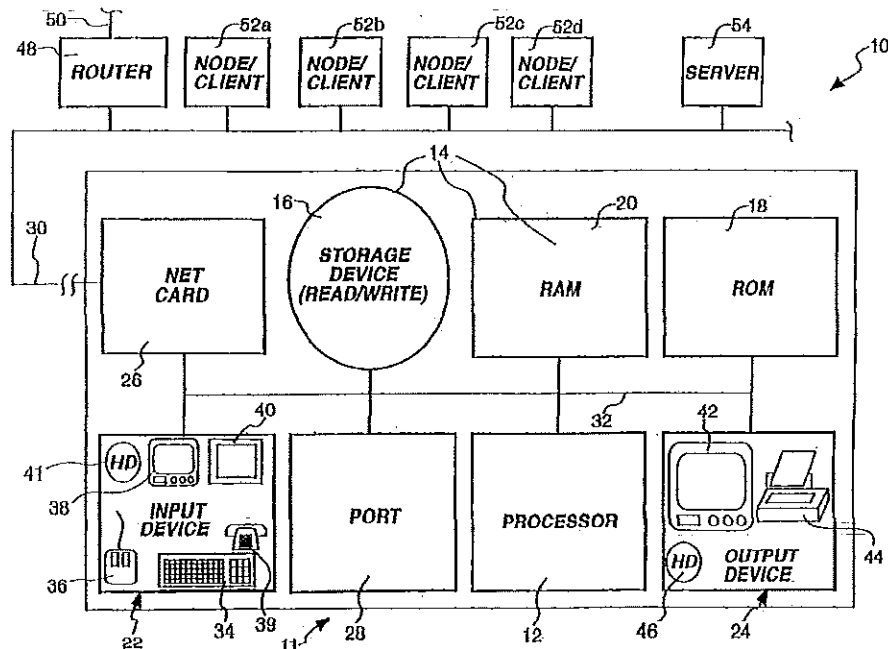 50
52a 52b 52c 52d 54
48 ROUTER
NODE/
CLIENT
NODE/
CLIENT
NODE/
CLIENT
NODE/
CLIENT
SERVER
10
14
16
20
18
30
NET
CARD
STORAGE
DEVICE
(READ/WRITE)
RAM
ROM
26
32
40
42
41
HD
38
INPUT
DEVICE
PORT
PROCESSOR
OUTPUT
DEVICE
HD
36
44
22
34
39
11
28
12
46
24